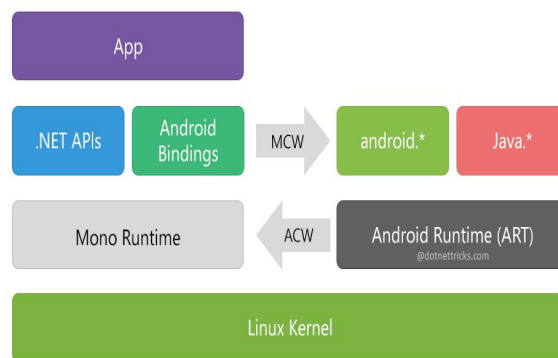 App
.NET APIs
Android
Bindings
MCW
android.*
Java.*
Mono Runtime
ACW
Android Runtime (ART)
@dotnettricks.com
Linux Kernel